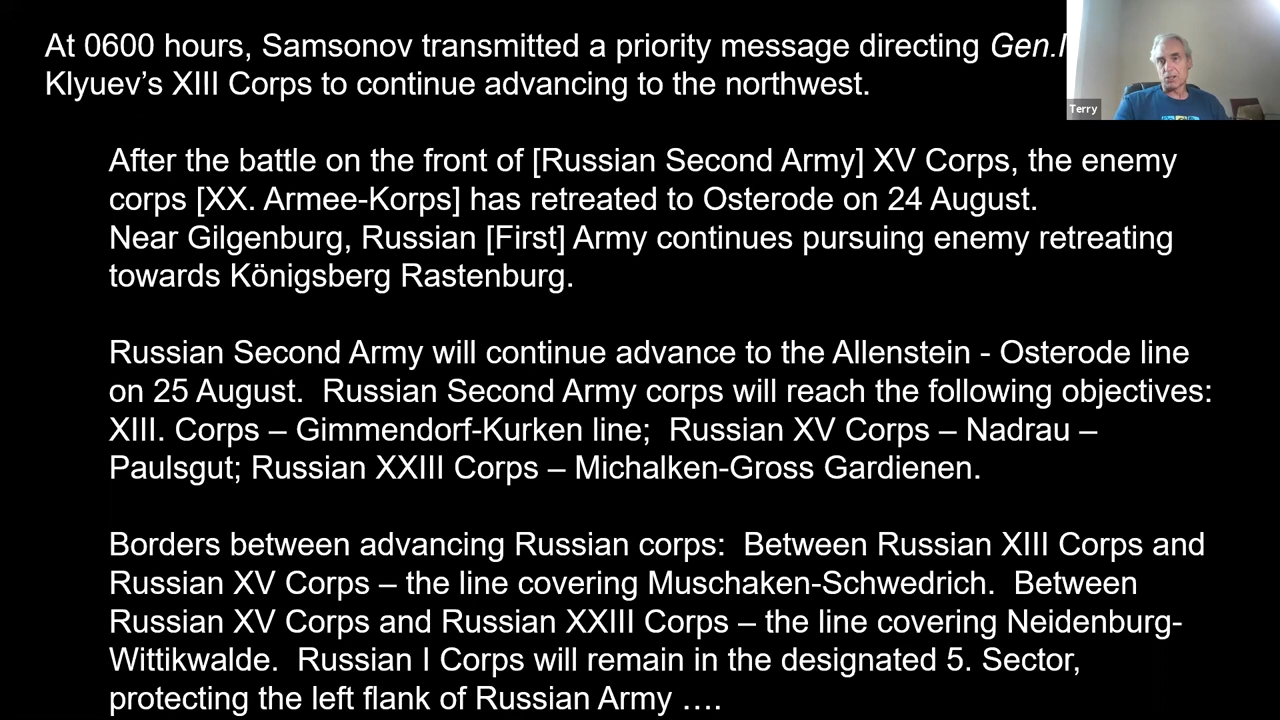 At 0600 hours, Samsonov transmitted a priority message directing Gen.
Klyuev’s XIII Corps to continue advancing to the northwest.
After the battle on the front of [Russian Second Army] XV Corps, the enemy
corps [XX. Armee-Korps] has retreated to Osterode on 24 August.
Near Gilgenburg, Russian [First] Army continues pursuing enemy retreating
towards Königsberg Rastenburg.
Russian Second Army will continue advance to the Allenstein - Osterode line
on 25 August.  Russian Second Army corps will reach the following objectives:
XIII. Corps – Gimmendorf-Kurken line;  Russian XV Corps – Nadrau –
Paulsgut; Russian XXIII Corps – Michalken-Gross Gardienen.
Borders between advancing Russian corps:  Between Russian XIII Corps and
Russian XV Corps – the line covering Muschaken-Schwedrich.  Between
Russian XV Corps and Russian XXIII Corps – the line covering Neidenburg-
Wittikwalde.  Russian I Corps will remain in the designated 5. Sector,
protecting the left flank of Russian Army ….
Terry